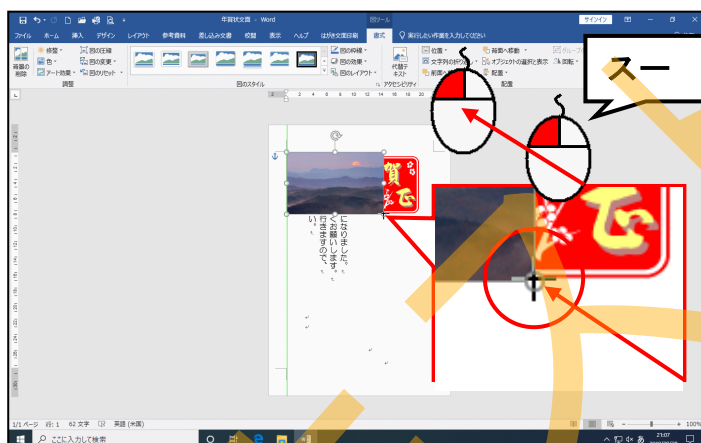 年賀状文面 - Word
図ツール
サインイン
ファイル ホーム 挿入 デザイン レイアウト 参考資料 差し込み文書 校閲 表示 ヘルプ はがき文面印刷 書式 実行したい作業を入力してください
背景の削除
修整
色
アート効果
図の圧縮
図の変更
図のリセット
調整
図のスタイル
図の枠線
図の効果
図のレイアウト
代替テキスト
アクセシビリティ
位置
文字列の折り返し
前面へ
背面へ移動
オブジェクトの選択と表示
配置
回転
配置
スー
賀
正
になりました。
くお願いします。
行きますので、
い。
正
1/1 ページ 行: 1 62 文字 英語 (米国)
100%
ここに入力して検索
あ
21:07